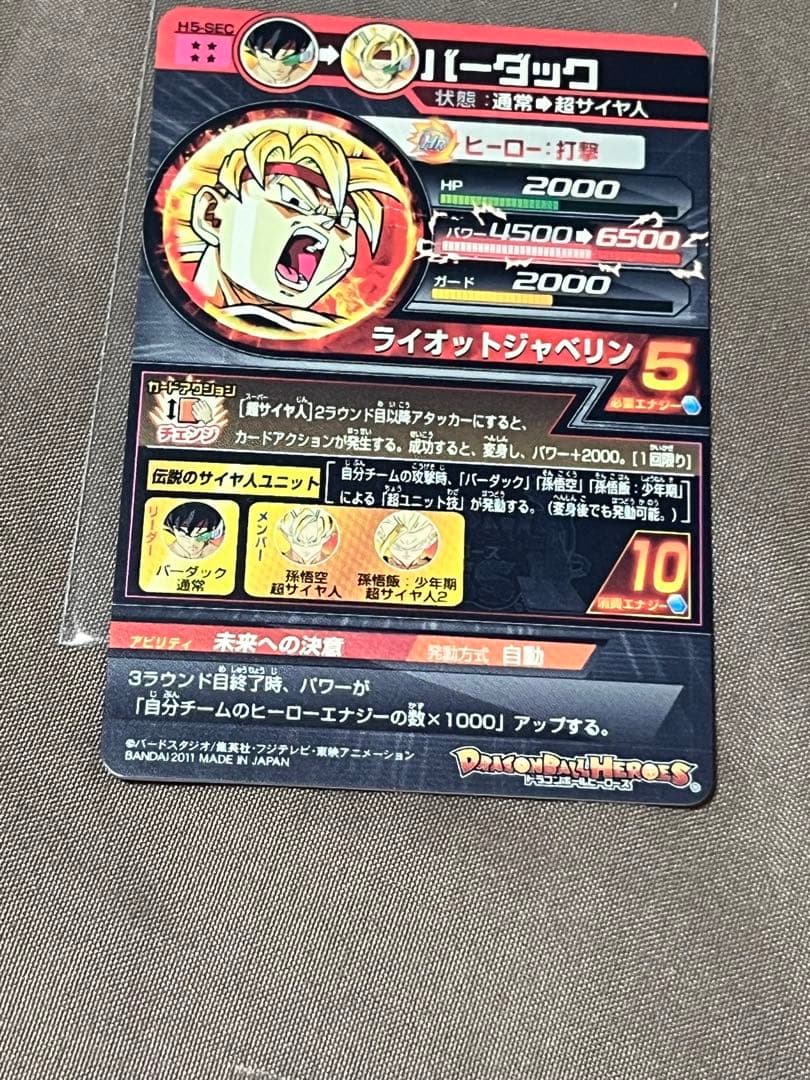 H5-SEC
バーダック
状態:通常➡超サイヤ人
HR ヒーロー:打撃
HP 2000
パワー 4500➡6500
ガード 2000
ライオットジャベリン 5
必要エナジー
カードアクション
チェンジ
[超サイヤ人]2ラウンド目以降アタッカーにすると、
カードアクションが発生する。成功すると、変身し、パワー+2000。[1回限り]
伝説のサイヤ人ユニット
自分チームの攻撃時、「バーダック」「孫悟空」「孫悟飯:少年期」
による「超ユニット技」が発動する。(変身後でも発動可能。)
リーダー
バーダック
通常
メンバー
孫悟空
超サイヤ人
孫悟飯:少年期
超サイヤ人2
10
消費エナジー
アビリティ 未来への決意 発動方式 自動
3ラウンド目終了時、パワーが
「自分チームのヒーローエナジーの数×1000」アップする。
©バードスタジオ/集英社・フジテレビ・東映アニメーション
BANDAI 2011 MADE IN JAPAN
DRAGON BALL HEROES
ドラゴンボールヒーローズ